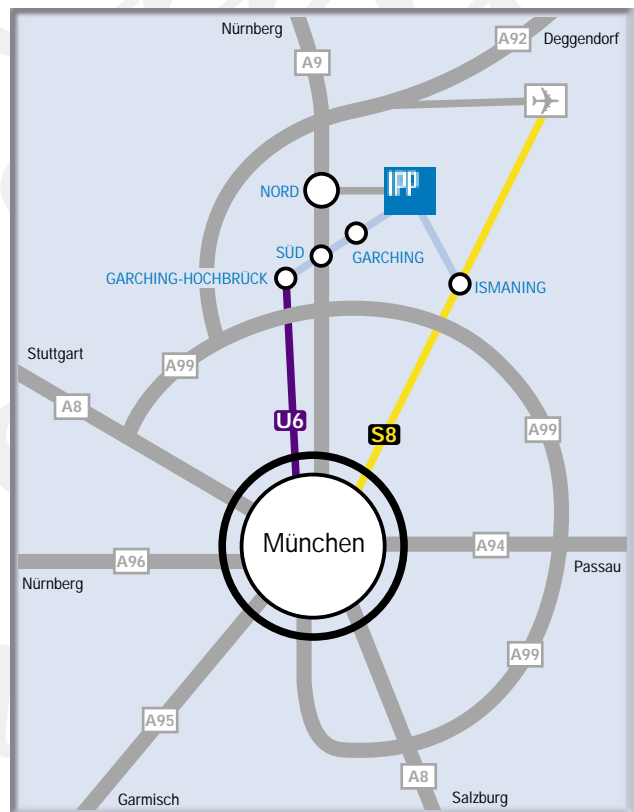 Nürnberg
A92
Deggendorf
A9
IPP
NORD
SÜD
GARCHING
GARCHING-HOCHBRÜCK
ISMANING
Stuttgart
A99
A8
U6
S8
A99
München
A96
A94
Nürnberg
Passau
A99
A95
A8
Garmisch
Salzburg